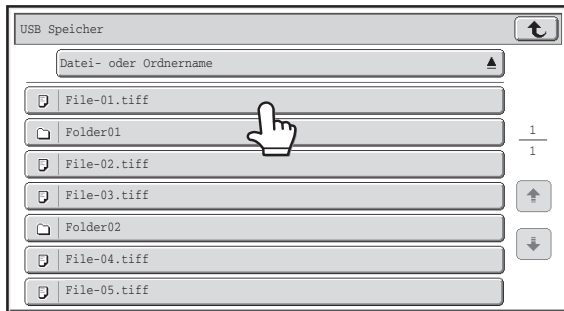 USB Speicher
Datei- oder Ordnername
File-01.tiff
Folder01
File-02.tiff
File-03.tiff
Folder02
File-04.tiff
File-05.tiff
1
1